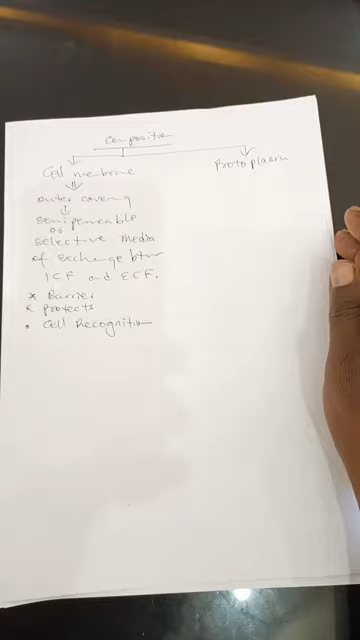 Composition
Cell membrane
Protoplasm
outer covering
semipemeable
or
selective media
of exchange btw
ICF and ECF.
* Barrier
* Protects
• Cell Recognition